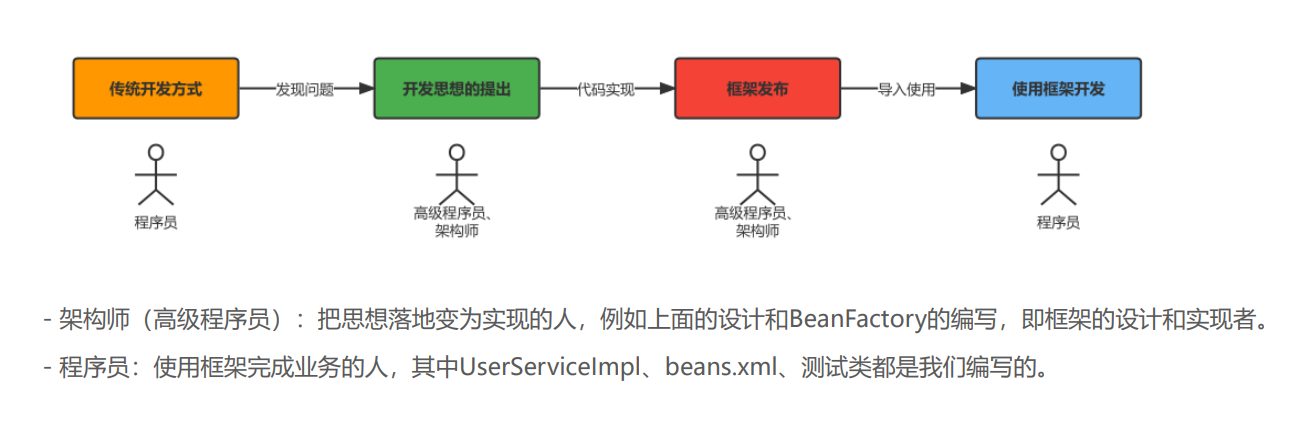 传统开发方式 发现问题 开发思想的提出 代码实现 框架发布 导入使用 使用框架开发
程序员
高级程序员、
架构师
高级程序员、
架构师
程序员
- 架构师（高级程序员）：把思想落地变为实现的人，例如上面的设计和BeanFactory的编写，即框架的设计和实现者。
- 程序员：使用框架完成业务的人，其中UserServiceImpl、beans.xml、测试类都是我们编写的。